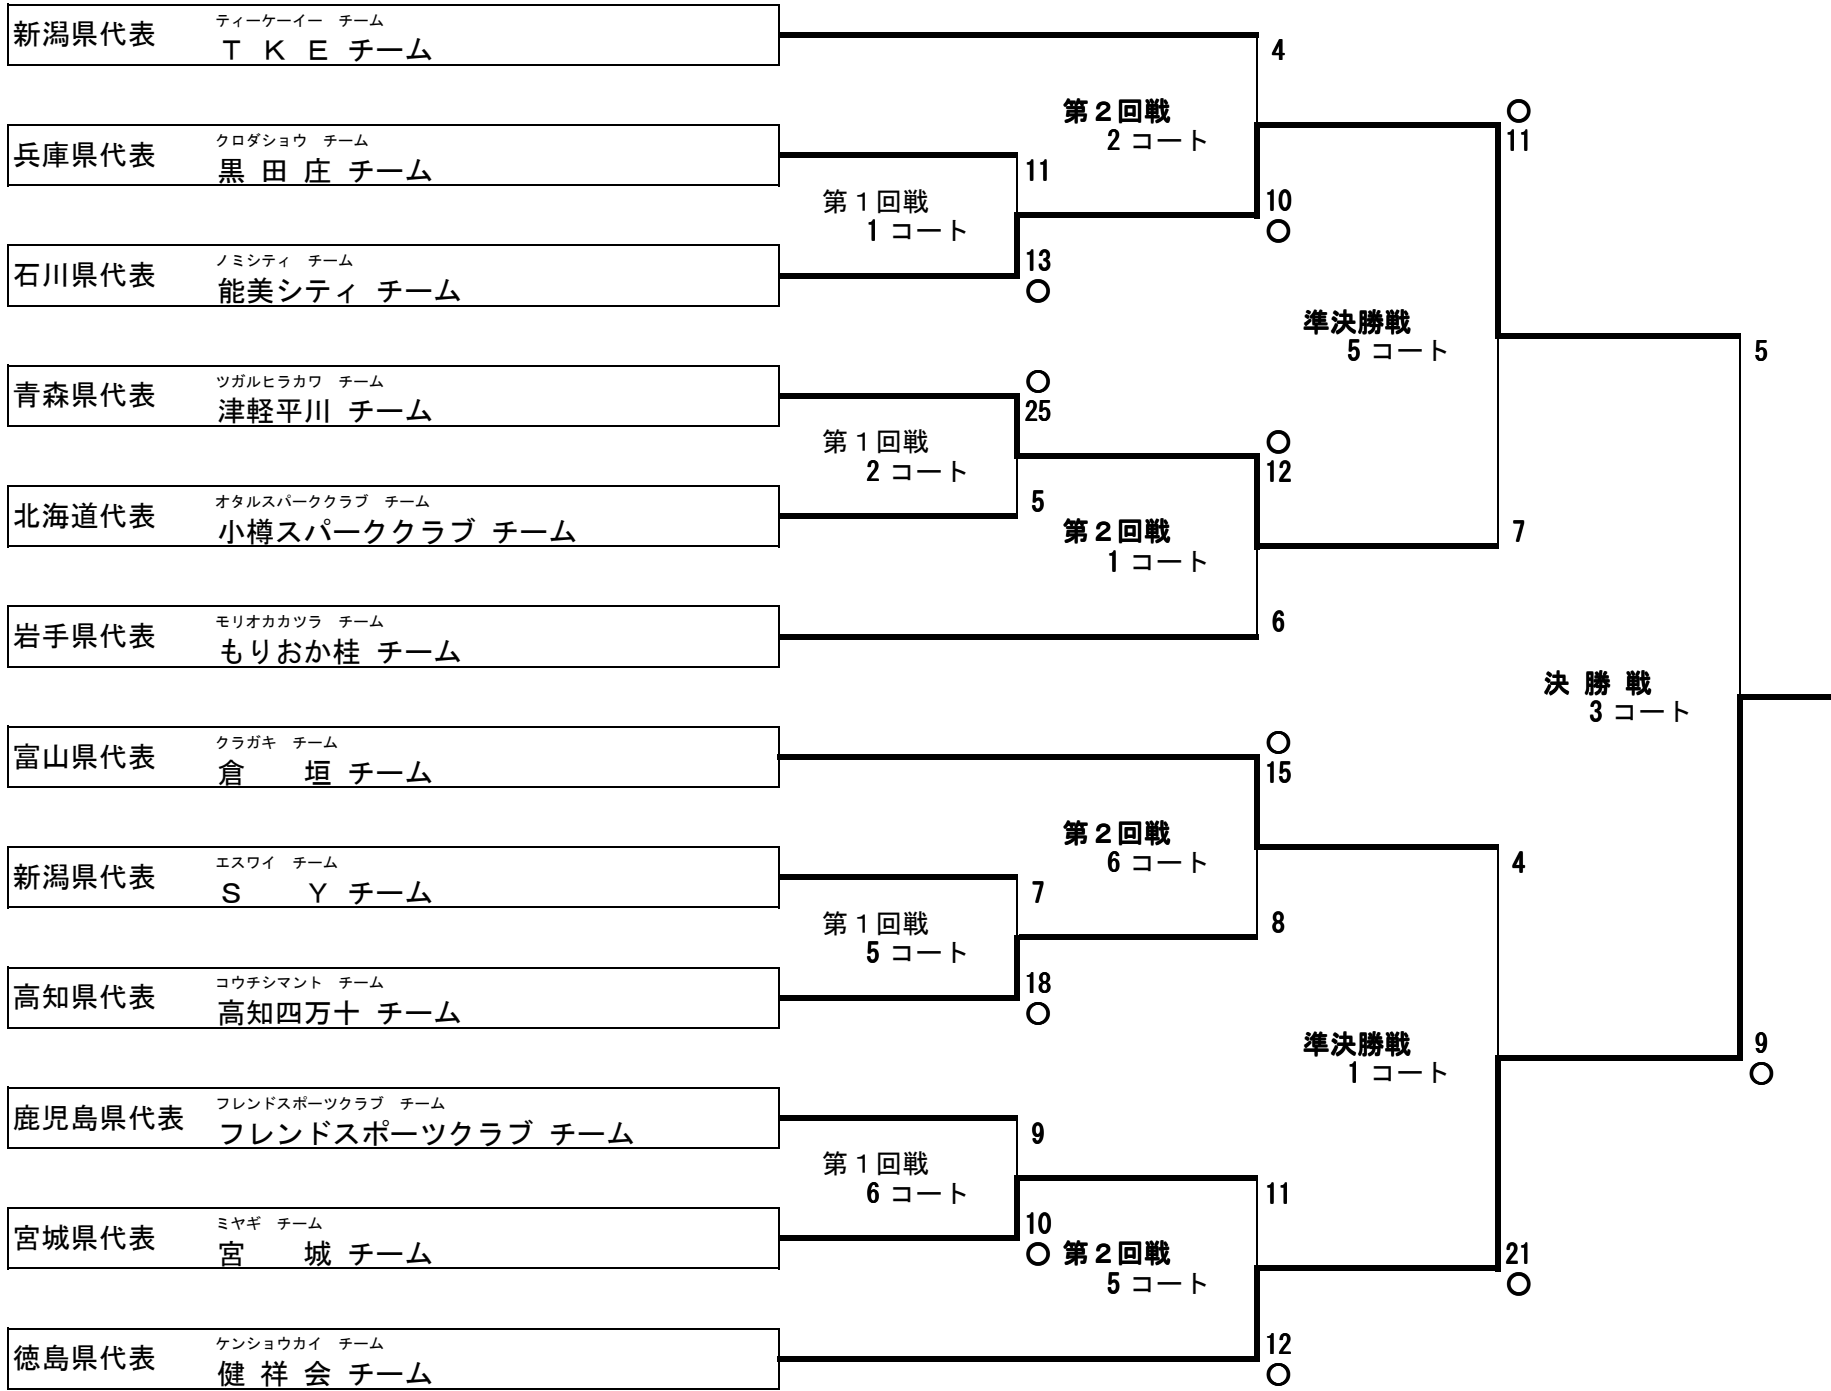 新潟県代表 ティーケーイー チーム
Ｔ Ｋ Ｅ チーム
4
第２回戦
2 コート
○
11
兵庫県代表 クロダショウ チーム
黒 田 庄 チーム
11
第１回戦
1 コート
10
○
石川県代表 ノミシティ チーム
能美シティ チーム
13
○
準決勝戦
5 コート
5
青森県代表 ツガルヒラカワ チーム
津軽平川 チーム
○
25
第１回戦
2 コート
○
12
北海道代表 オタルスパーククラブ チーム
小樽スパーククラブ チーム
5
第２回戦
1 コート
7
岩手県代表 モリオカカツラ チーム
もりおか桂 チーム
6
決 勝 戦
3 コート
富山県代表 クラガキ チーム
倉 垣 チーム
○
15
第２回戦
6 コート
新潟県代表 エスワイ チーム
Ｓ Ｙ チーム
7
4
第１回戦
5 コート
8
高知県代表 コウチシマント チーム
高知四万十 チーム
18
○
準決勝戦
1 コート
9
○
鹿児島県代表 フレンドスポーツクラブ チーム
フレンドスポーツクラブ チーム
9
第１回戦
6 コート
11
宮城県代表 ミヤギ チーム
宮 城 チーム
10
○
第２回戦
5 コート
21
○
徳島県代表 ケンショウカイ チーム
健 祥 会 チーム
12
○